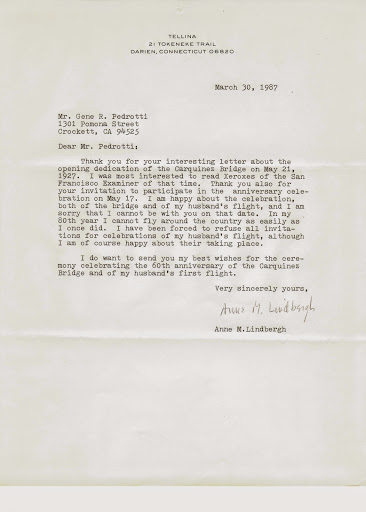 TELLINA
21 TOKENEKE TRAIL
DARIEN, CONNECTICUT 06820
March 30, 1987
Mr. Gene R. Pedrotti
1301 Pomona Street
Crockett, CA 94525
Dear Mr. Pedrotti:
Thank you for your interesting letter about the
opening dedication of the Carquinez Bridge on May 21,
1927. I was most interested to read Xeroxes of the San
Francisco Examiner of that time. Thank you also for
your invitation to participate in the anniversary cele-
bration on May 17. I am happy about the celebration,
both of the bridge and of my husband's flight, and I am
sorry that I cannot be with you on that date. In my
80th year I cannot fly around the country as easily as
I once did. I have been forced to refuse all invita-
tions for celebrations of my husband's flight, although
I am of course happy about their taking place.
I do want to send you my best wishes for the cere-
mony celebrating the 60th anniversary of the Carquinez
Bridge and of my husband's first flight.
Very sincerely yours,
Anne M. Lindbergh
Anne M.Lindbergh